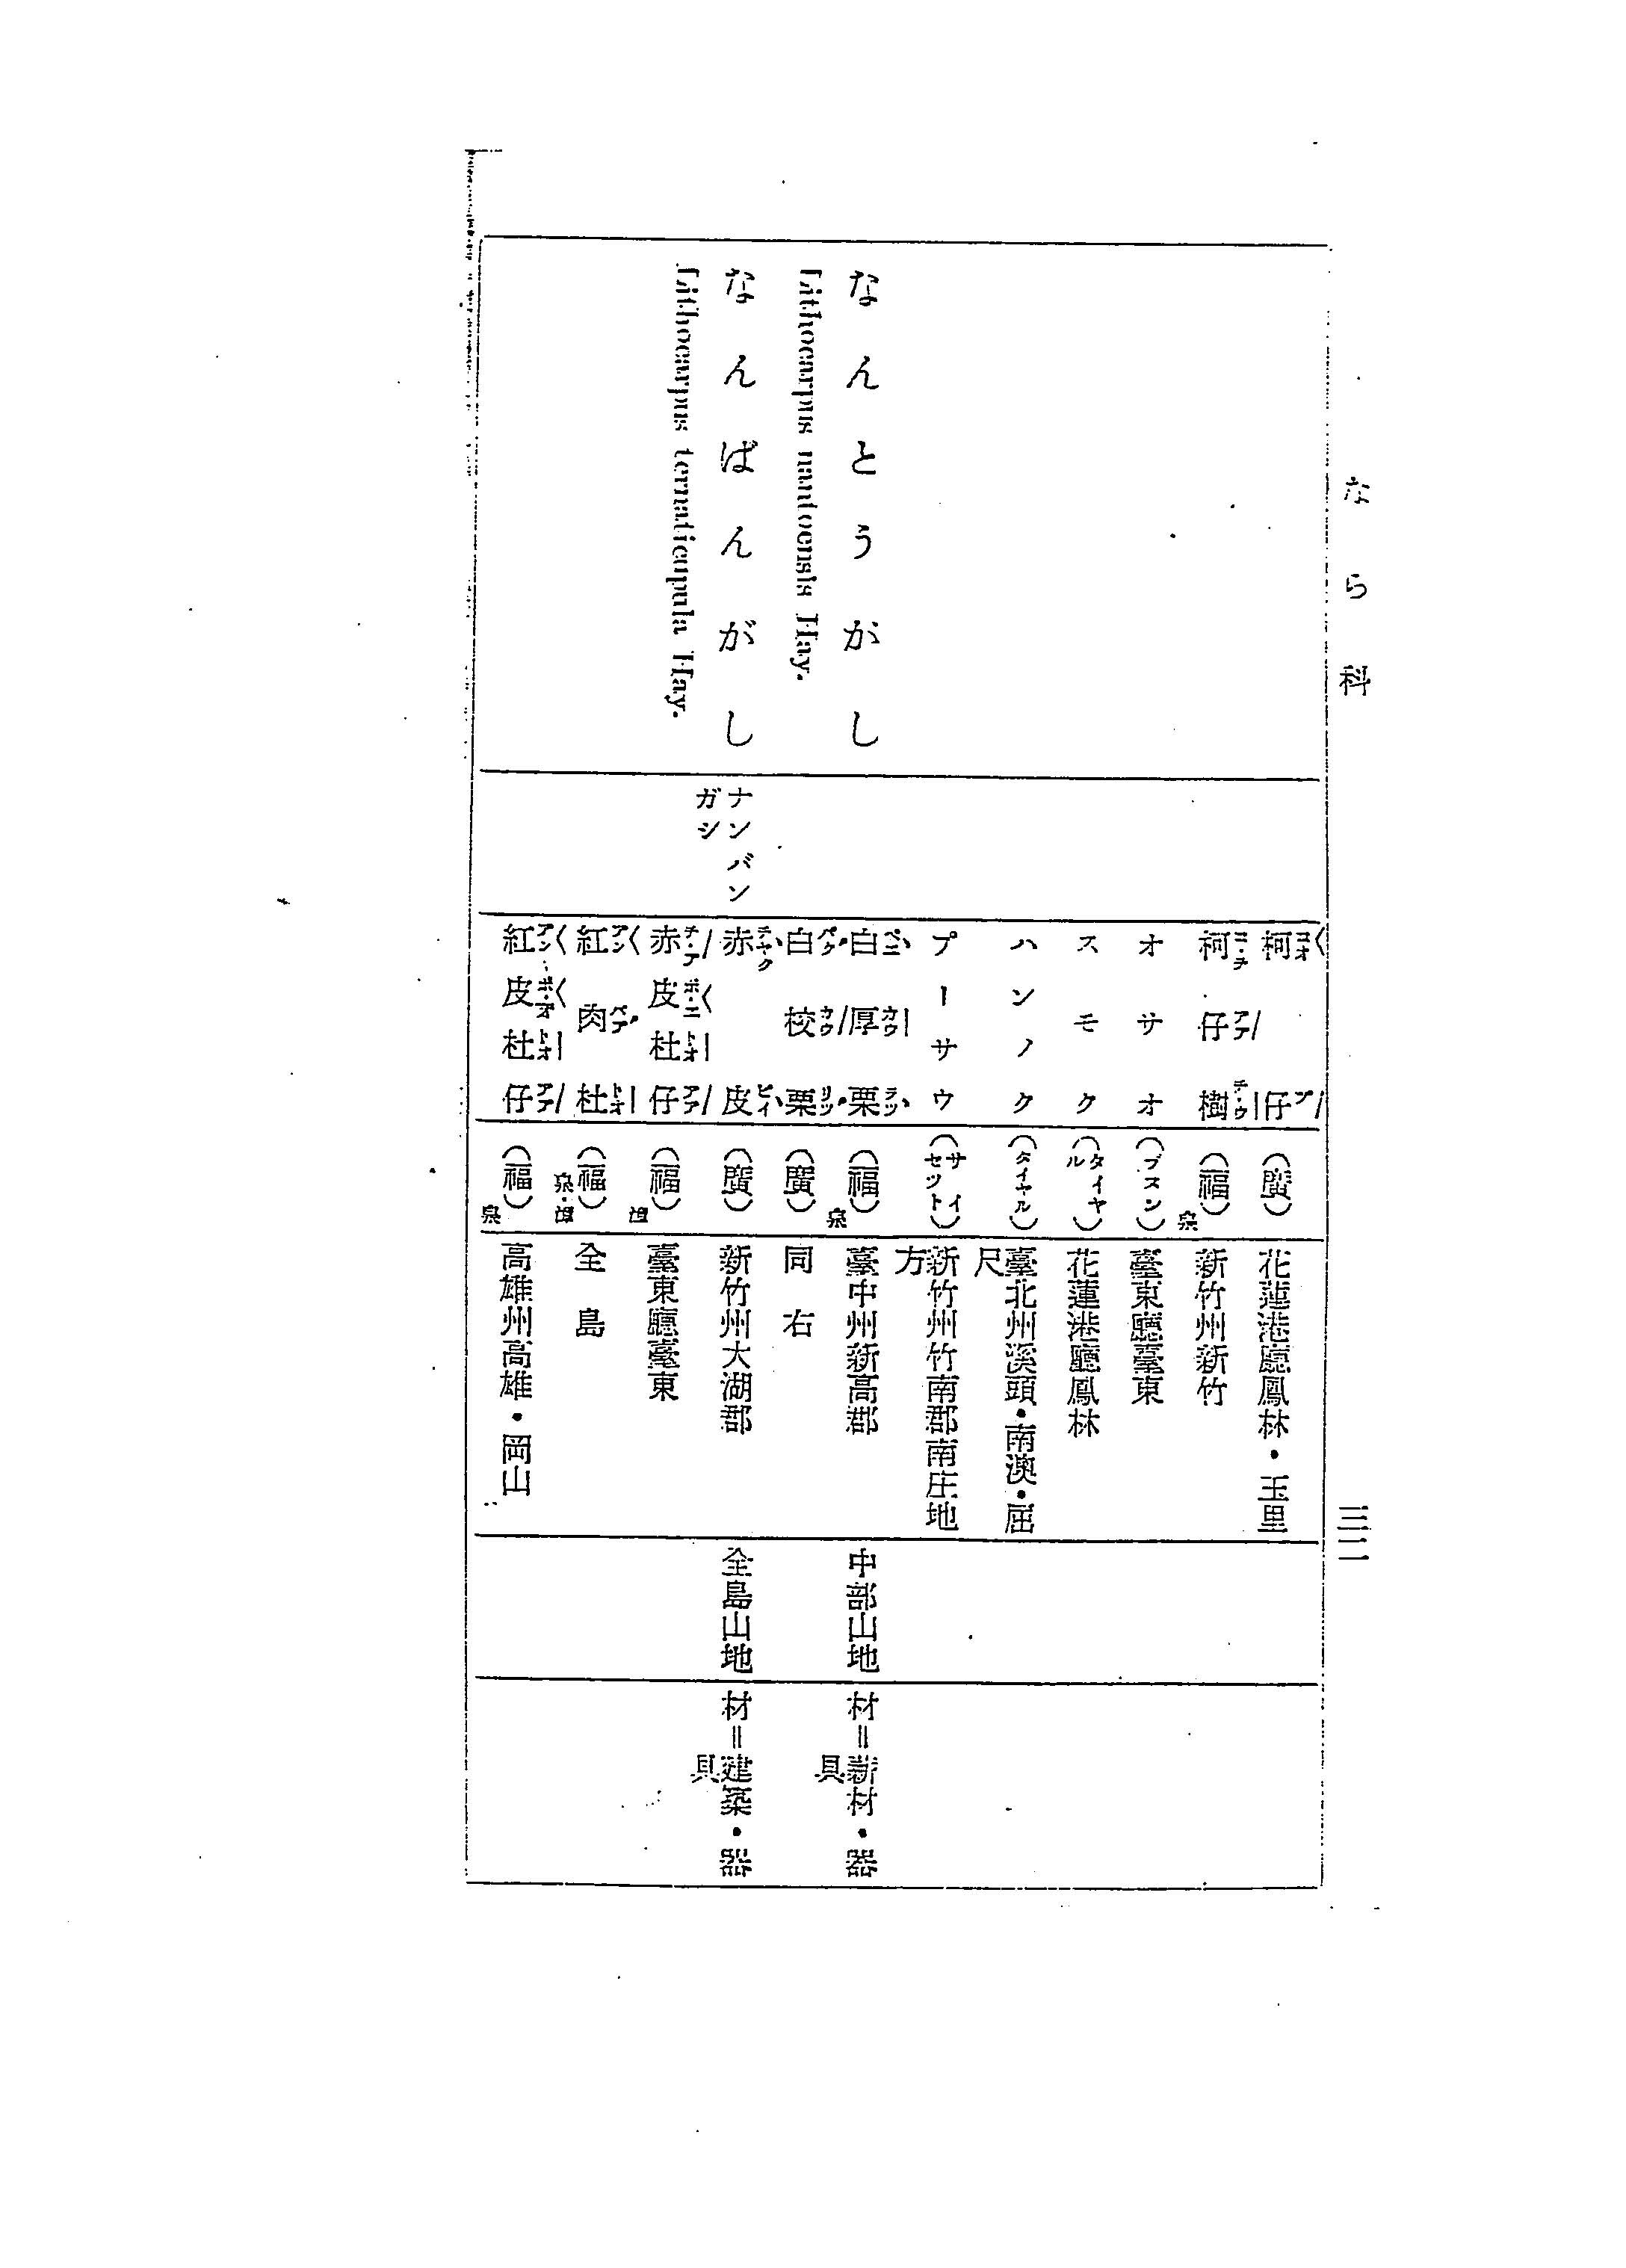 なら科
三二
柯仔 (廣) 花蓮港廳鳳林・玉里
柯仔樹 (福)泉 新竹州新竹
オサオ (ブヌン) 臺東廳臺東
スモク (タイヤル) 花蓮港廳鳳林
ハンノク (タイヤル) 臺北州溪頭・南澳・屈尺
プーサウ (サイセツト) 新竹州竹南郡南庄地方
なんとうがし
Lithocarpus nantoensis Hay.
白厚栗 (福)泉 臺中州新高郡 中部山地 材=薪材・器具
白校栗 (廣) 同右
なんばんがし
Lithocarpus ternaticupula Hay.
ナンバンガシ
赤皮 (廣) 新竹州大湖郡 全島山地 材=建築・器具
赤皮杜仔 (福) 臺東廳臺東
紅肉杜 (福) 全島
紅皮杜仔 (福)泉 高雄州高雄・岡山